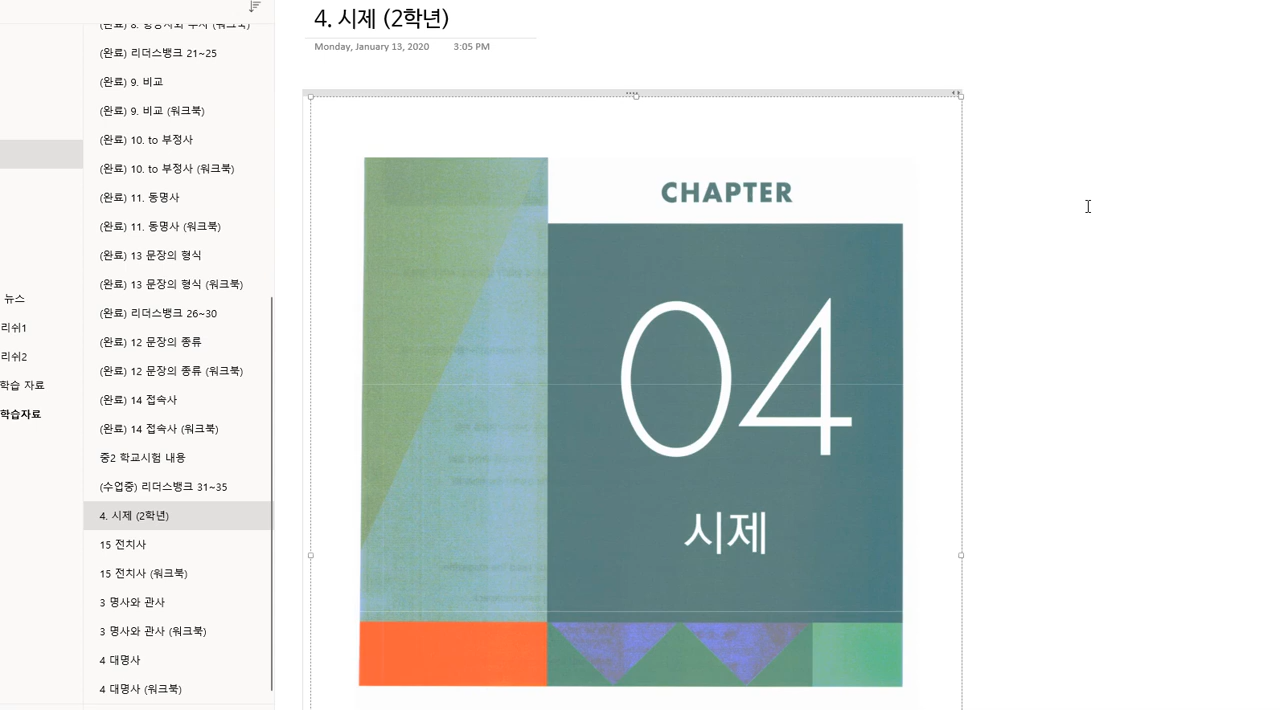 4. 시제 (2학년)
Monday, January 13, 2020 3:05 PM
뉴스
리쉬1
리쉬2
학습 자료
학습자료
(완료) 리더스뱅크 21~25
(완료) 9. 비교
(완료) 9. 비교 (워크북)
(완료) 10. to 부정사
(완료) 10. to 부정사 (워크북)
(완료) 11. 동명사
(완료) 11. 동명사 (워크북)
(완료) 13 문장의 형식
(완료) 13 문장의 형식 (워크북)
(완료) 리더스뱅크 26~30
(완료) 12 문장의 종류
(완료) 12 문장의 종류 (워크북)
(완료) 14 접속사
(완료) 14 접속사 (워크북)
중2 학교시험 내용
(수업중) 리더스뱅크 31~35
4. 시제 (2학년)
15 전치사
15 전치사 (워크북)
3 명사와 관사
3 명사와 관사 (워크북)
4 대명사
4 대명사 (워크북)
CHAPTER
04
시제